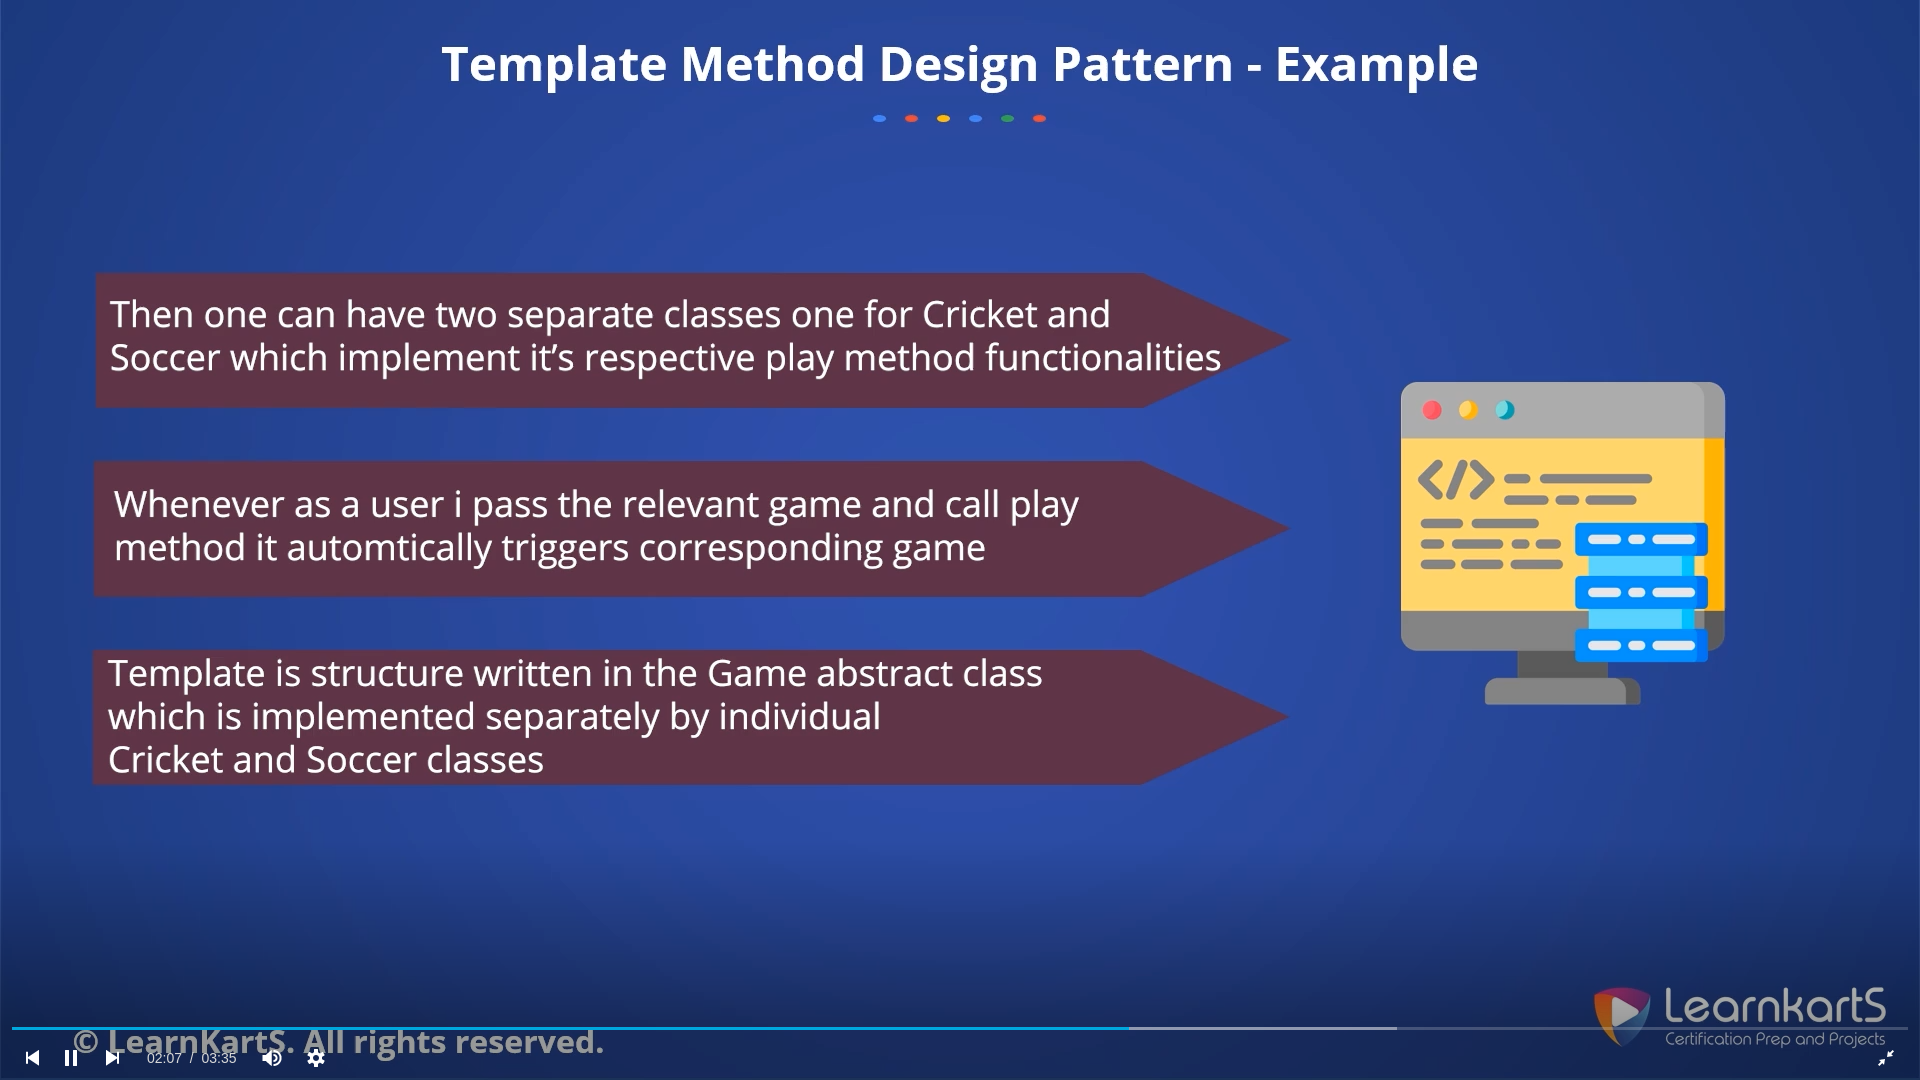 Template Method Design Pattern - Example
Then one can have two separate classes one for Cricket and
Soccer which implement it’s respective play method functionalities
Whenever as a user i pass the relevant game and call play
method it automtically triggers corresponding game
Template is structure written in the Game abstract class
which is implemented separately by individual
Cricket and Soccer classes
</>
LearnkartS
Certification Prep and Projects
© LearnKartS. All rights reserved.
02:07 / 03:35